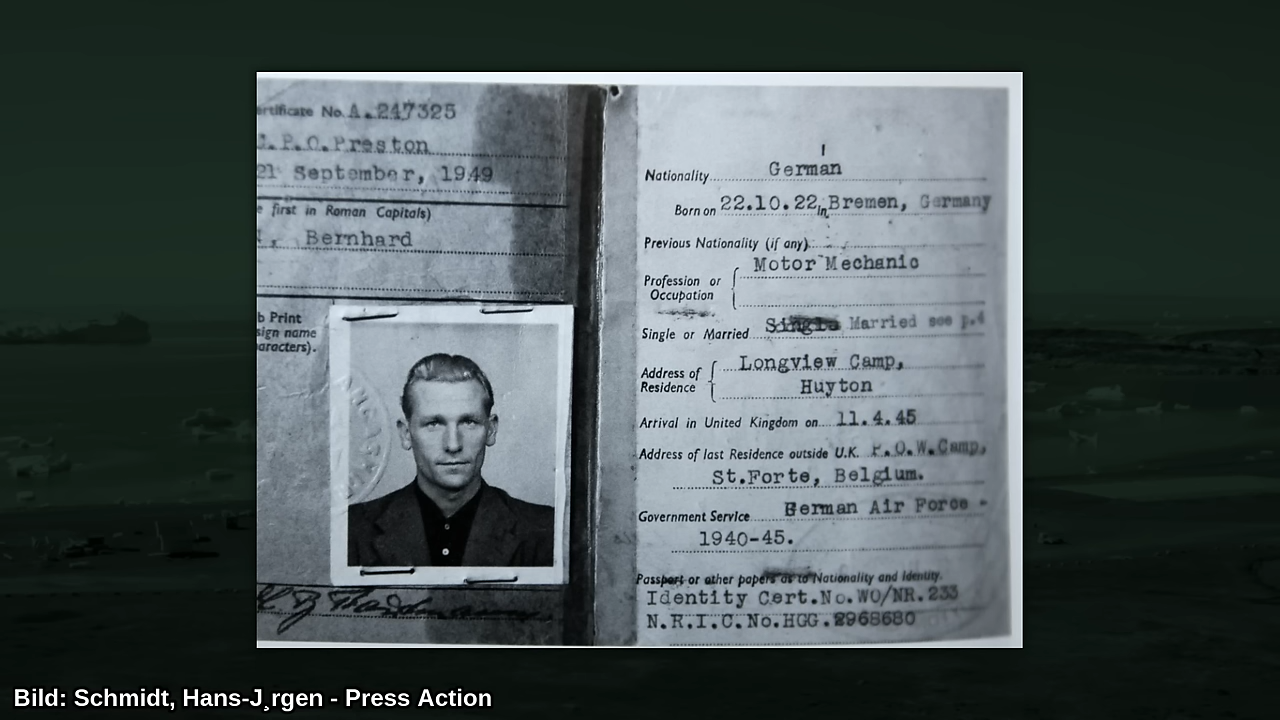 ertificate No. A.247325
G.P.O. Preston
21 September, 1949
e first in Roman Capitals)
, Bernhard
b Print
sign name
aracters).
Nationality German
Born on 22.10.22 in Bremen, Germany
Previous Nationality (if any)
Profession or Occupation Motor Mechanic
Single or Married Single Married see p.4
Address of Residence Longview Camp,
Huyton
Arrival in United Kingdom on 11.4.45
Address of last Residence outside U.K. P.O.W.Camp,
St.Forte, Belgium.
Government Service German Air Force -
1940-45.
Passport or other papers as to Nationality and Identity.
Identity Cert.No.WO/NR.233
N.R.I.C.No.HGG.2968680
Bild: Schmidt, Hans-J¸rgen - Press Action